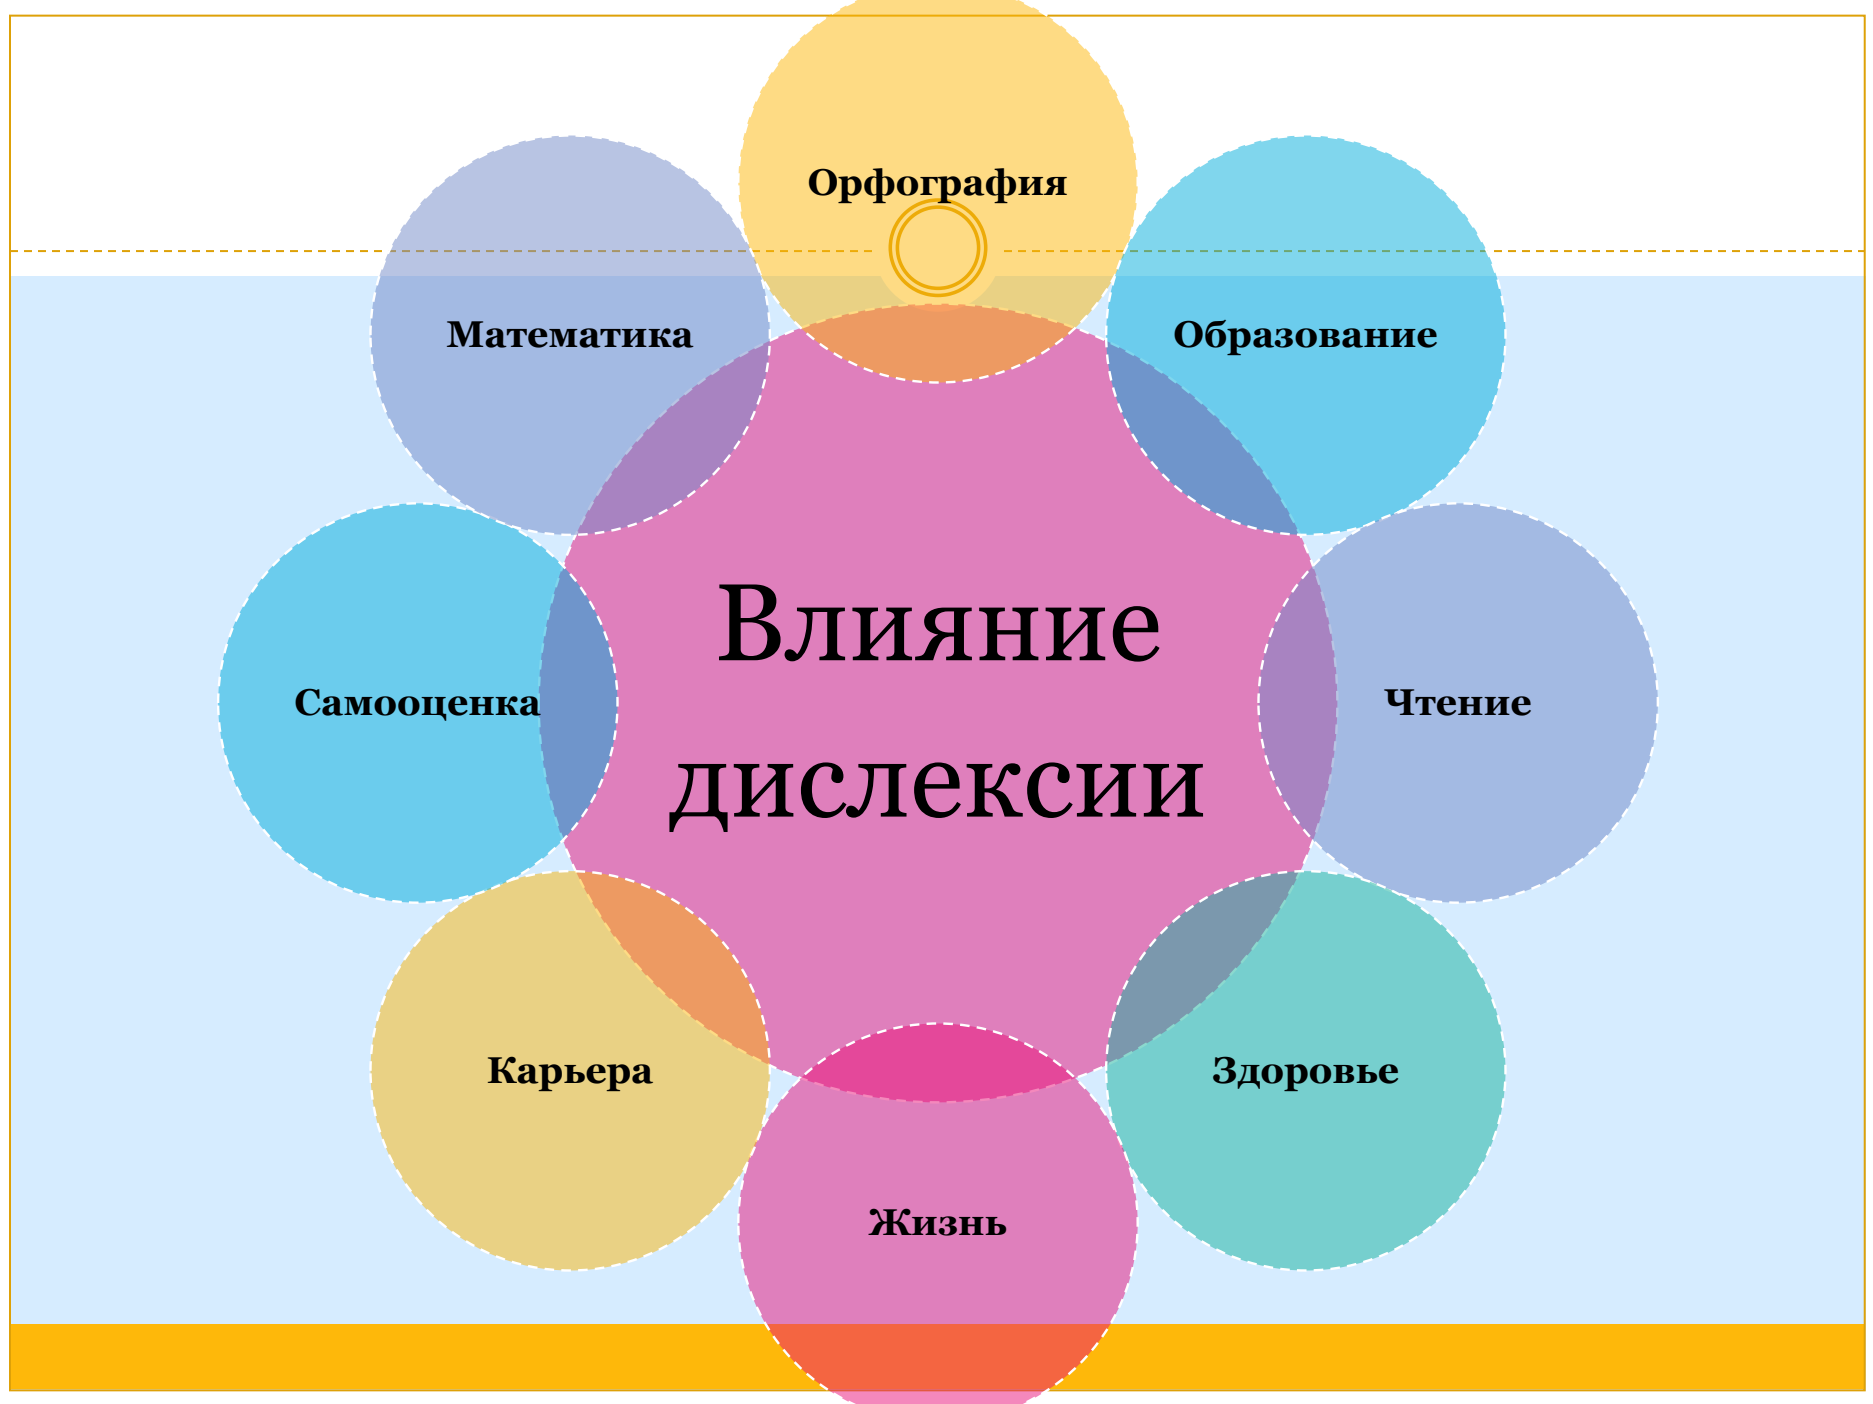 Орфография
Математика
Образование
Влияние
дислексии
Самооценка
Чтение
Карьера
Здоровье
Жизнь